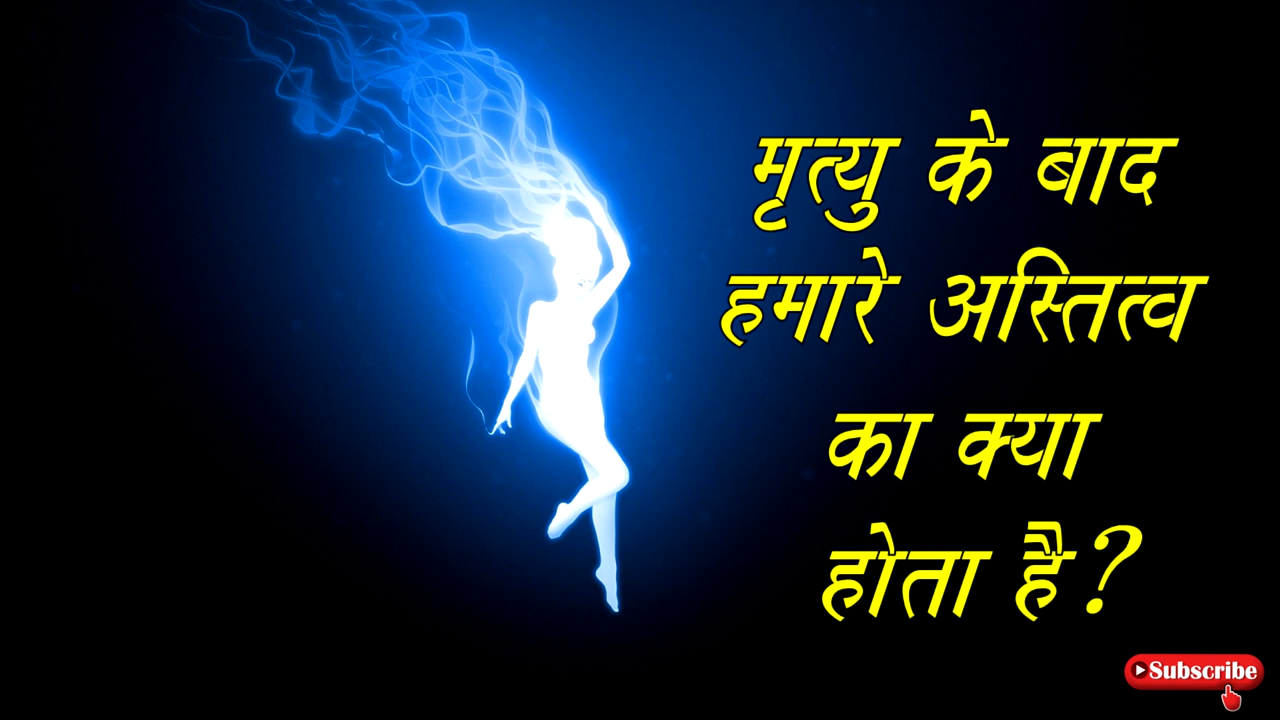 मृत्यु के बाद
हमारे अस्तित्व
का क्या
होता है?
Subscribe